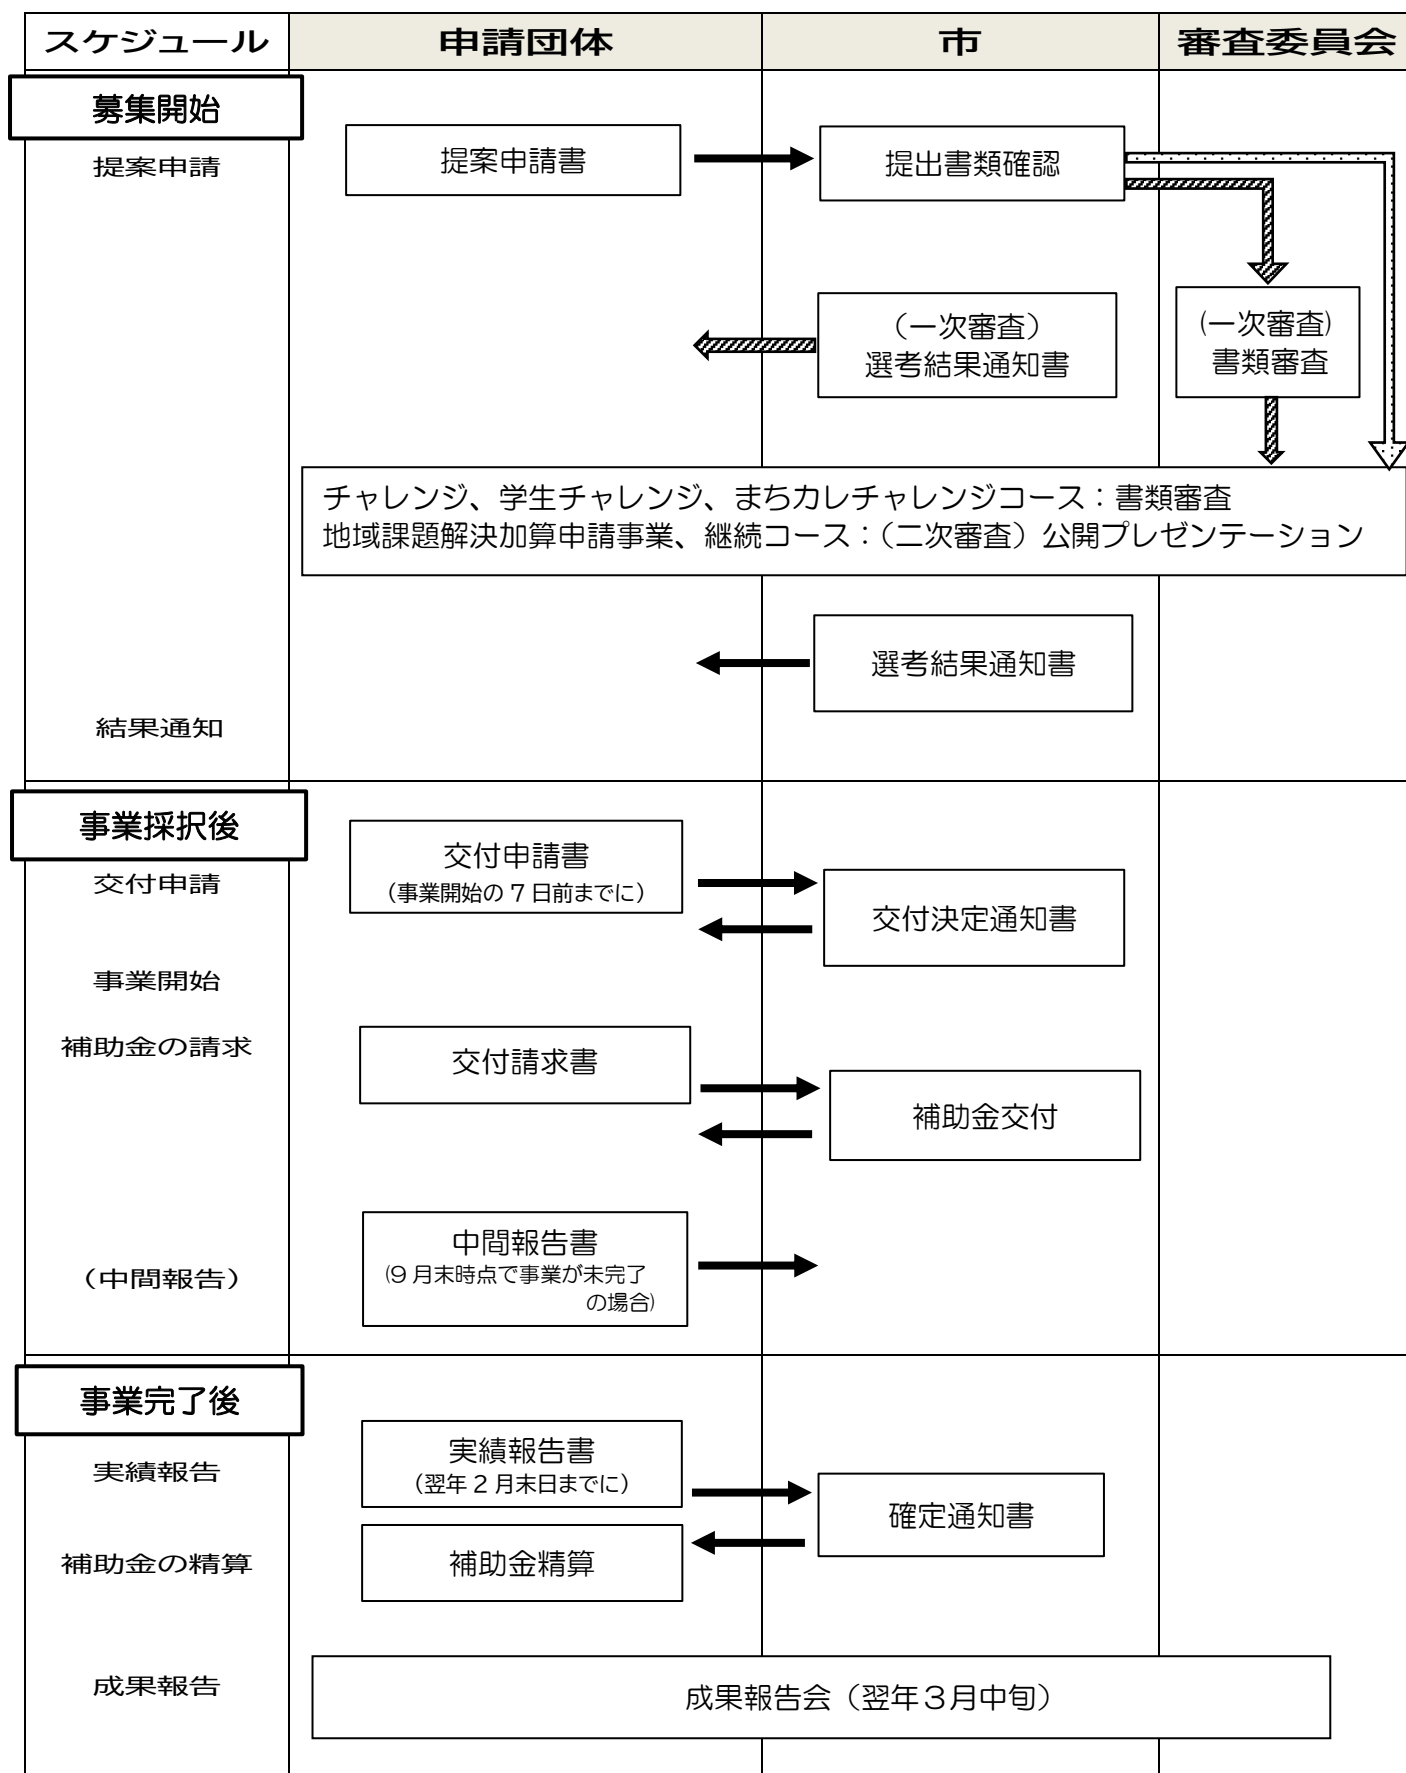 スケジュール
申請団体
市
審査委員会
募集開始
提案申請
提案申請書
提出書類確認
（一次審査）
選考結果通知書
(一次審査)
書類審査
チャレンジ、学生チャレンジ、まちカレチャレンジコース：書類審査
地域課題解決加算申請事業、継続コース：（二次審査）公開プレゼンテーション
選考結果通知書
結果通知
事業採択後
交付申請
交付申請書
（事業開始の７日前までに）
交付決定通知書
事業開始
補助金の請求
交付請求書
補助金交付
（中間報告）
中間報告書
(９月末時点で事業が未完了
の場合)
事業完了後
実績報告
実績報告書
（翌年２月末日までに）
確定通知書
補助金の精算
補助金精算
成果報告
成果報告会（翌年３月中旬）